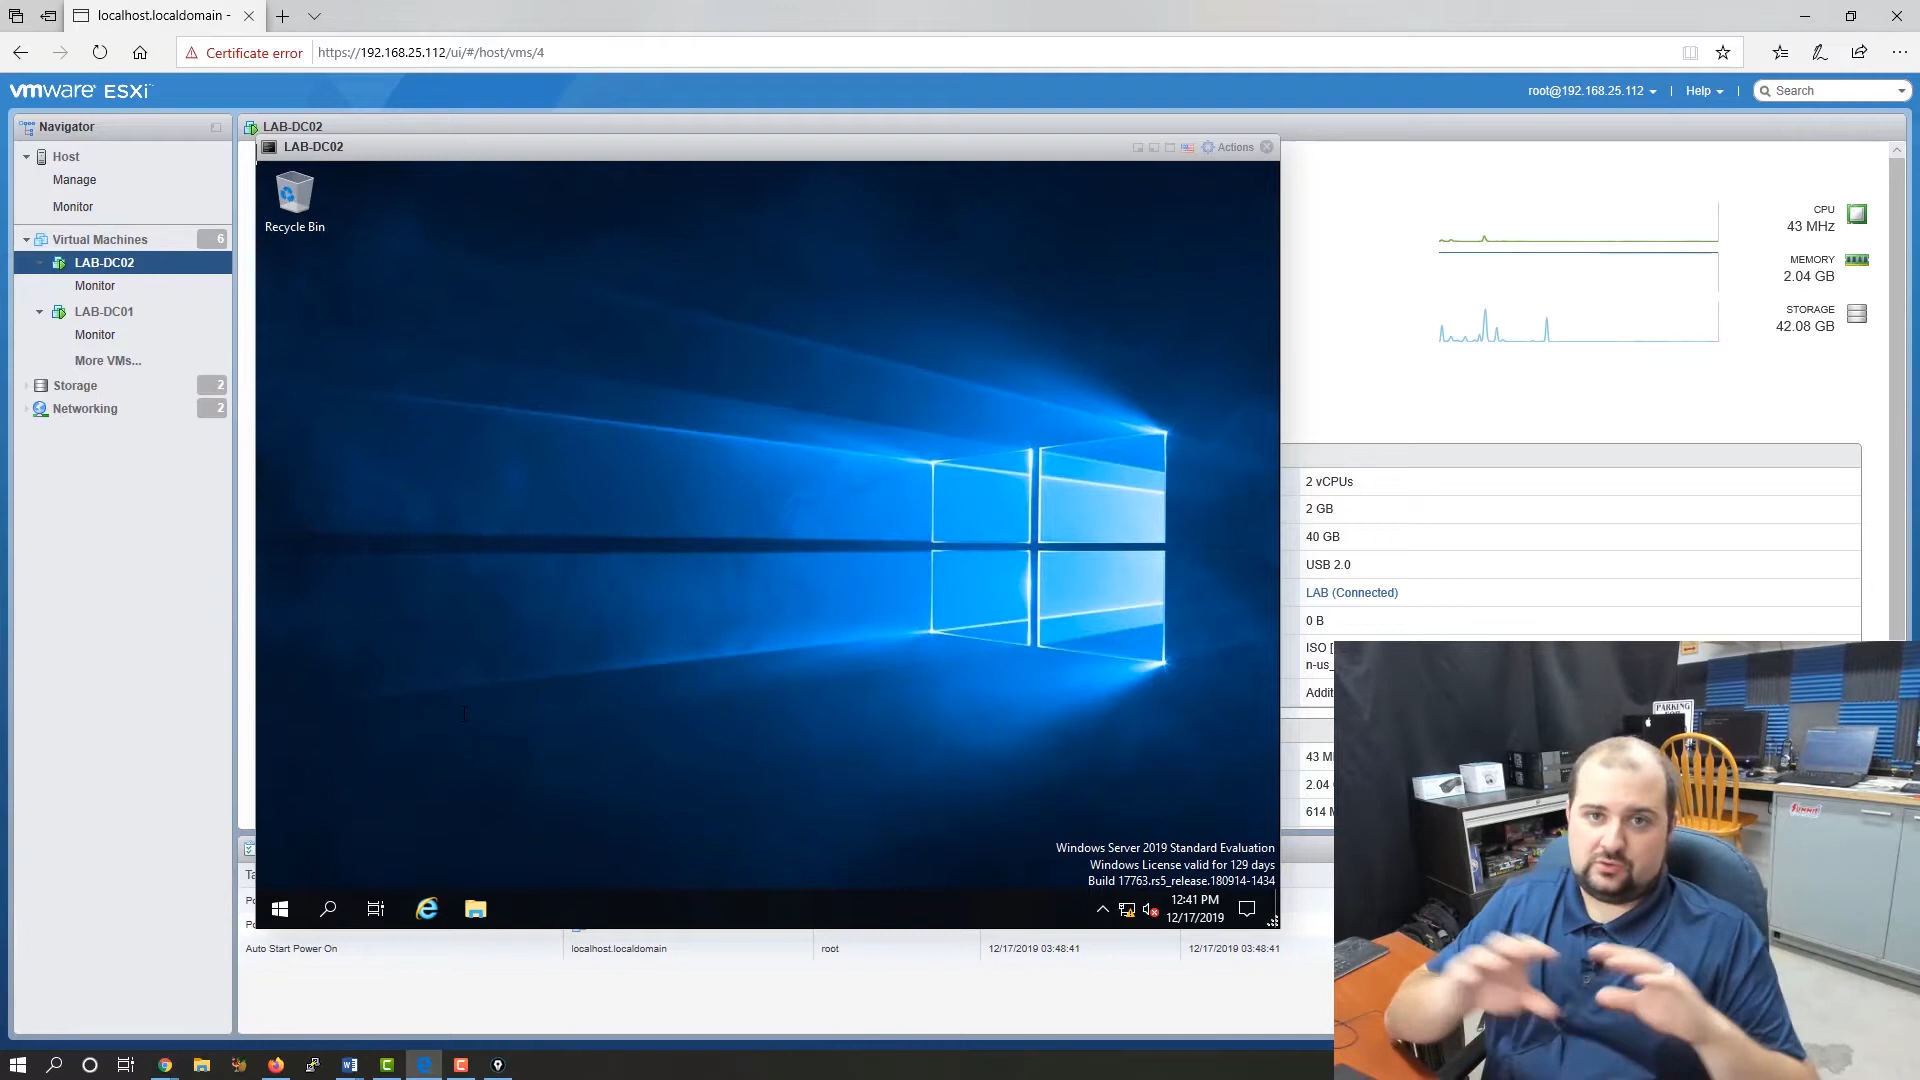 localhost.localdomain -
Certificate error
https://192.168.25.112/ui/#/host/vms/4
vmware ESXi
root@192.168.25.112
Help
Search
Navigator
Host
Manage
Monitor
Virtual Machines
6
LAB-DC02
Monitor
LAB-DC01
Monitor
More VMs...
Storage
2
Networking
2
LAB-DC02
LAB-DC02
Actions
Recycle Bin
CPU
43 MHz
MEMORY
2.04 GB
STORAGE
42.08 GB
2 vCPUs
2 GB
40 GB
USB 2.0
LAB (Connected)
0 B
ISO [
n-us_
Addit
43 M
2.04
614 M
Windows Server 2019 Standard Evaluation
Windows License valid for 129 days
Build 17763.rs5_release.180914-1434
12:41 PM
12/17/2019
Auto Start Power On
localhost.localdomain
root
12/17/2019 03:48:41
12/17/2019 03:48:41
PARKING